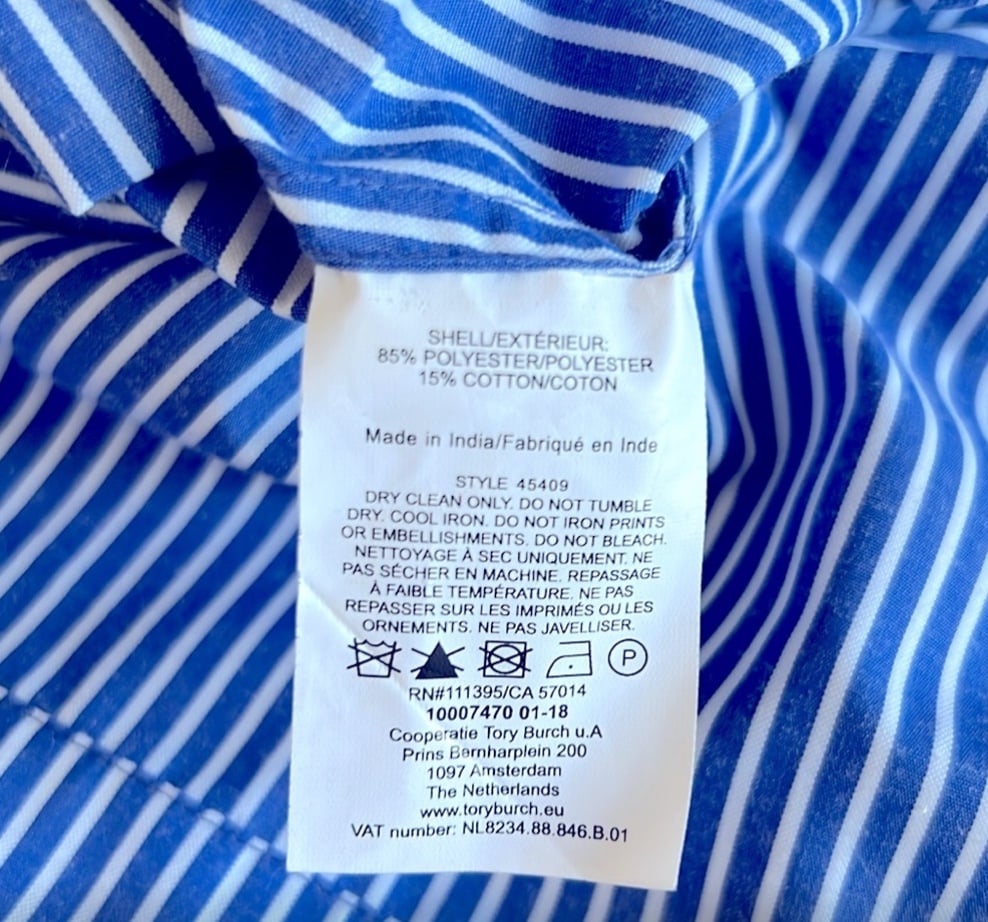 SHELL/EXTÉRIEUR:
85% POLYESTER/POLYESTER
15% COTTON/COTON
Made in India/Fabriqué en Inde
STYLE 45409
DRY CLEAN ONLY. DO NOT TUMBLE
DRY. COOL IRON. DO NOT IRON PRINTS
OR EMBELLISHMENTS. DO NOT BLEACH.
NETTOYAGE À SEC UNIQUEMENT. NE
PAS SÉCHER EN MACHINE. REPASSAGE
À FAIBLE TEMPÉRATURE. NE PAS
REPASSER SUR LES IMPRIMÉS OU LES
ORNEMENTS. NE PAS JAVELLISER.
P
RN#111395/CA 57014
10007470 01-18
Cooperatie Tory Burch u.A
Prins Bernharplein 200
1097 Amsterdam
The Netherlands
www.toryburch.eu
VAT number: NL8234.88.846.B.01